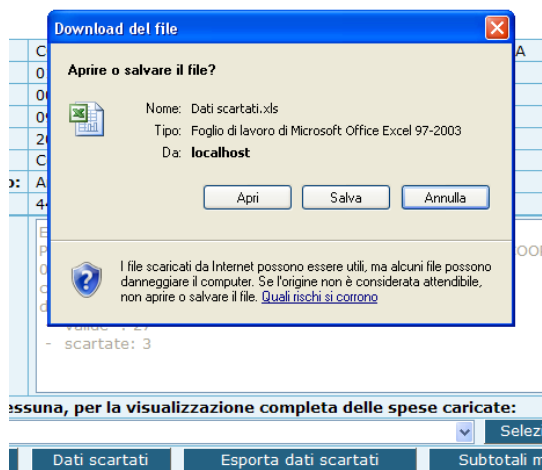 Download del file
Aprire o salvare il file?
Nome: Dati scartati.xls
Tipo: Foglio di lavoro di Microsoft Office Excel 97-2003
Da: localhost
Apri Salva Annulla
I file scaricati da Internet possono essere utili, ma alcuni file possono
danneggiare il computer. Se l'origine non è considerata attendibile,
non aprire o salvare il file. Quali rischi si corrono
- scartate: 3
essuna, per la visualizzazione completa delle spese caricate:
Selezi
Dati scartati Esporta dati scartati Subtotali m